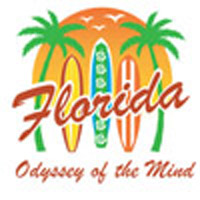 Florida
Odyssey of the Mind